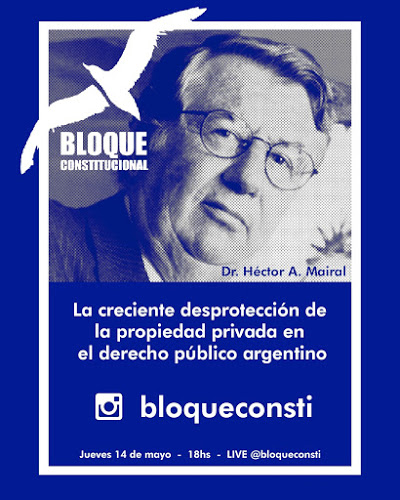 BLOQUE
CONSTITUCIONAL
Dr. Héctor A. Mairal
La creciente desprotección de
la propiedad privada en
el derecho público argentino
bloqueconsti
Jueves 14 de mayo - 18hs - LIVE @bloqueconsti